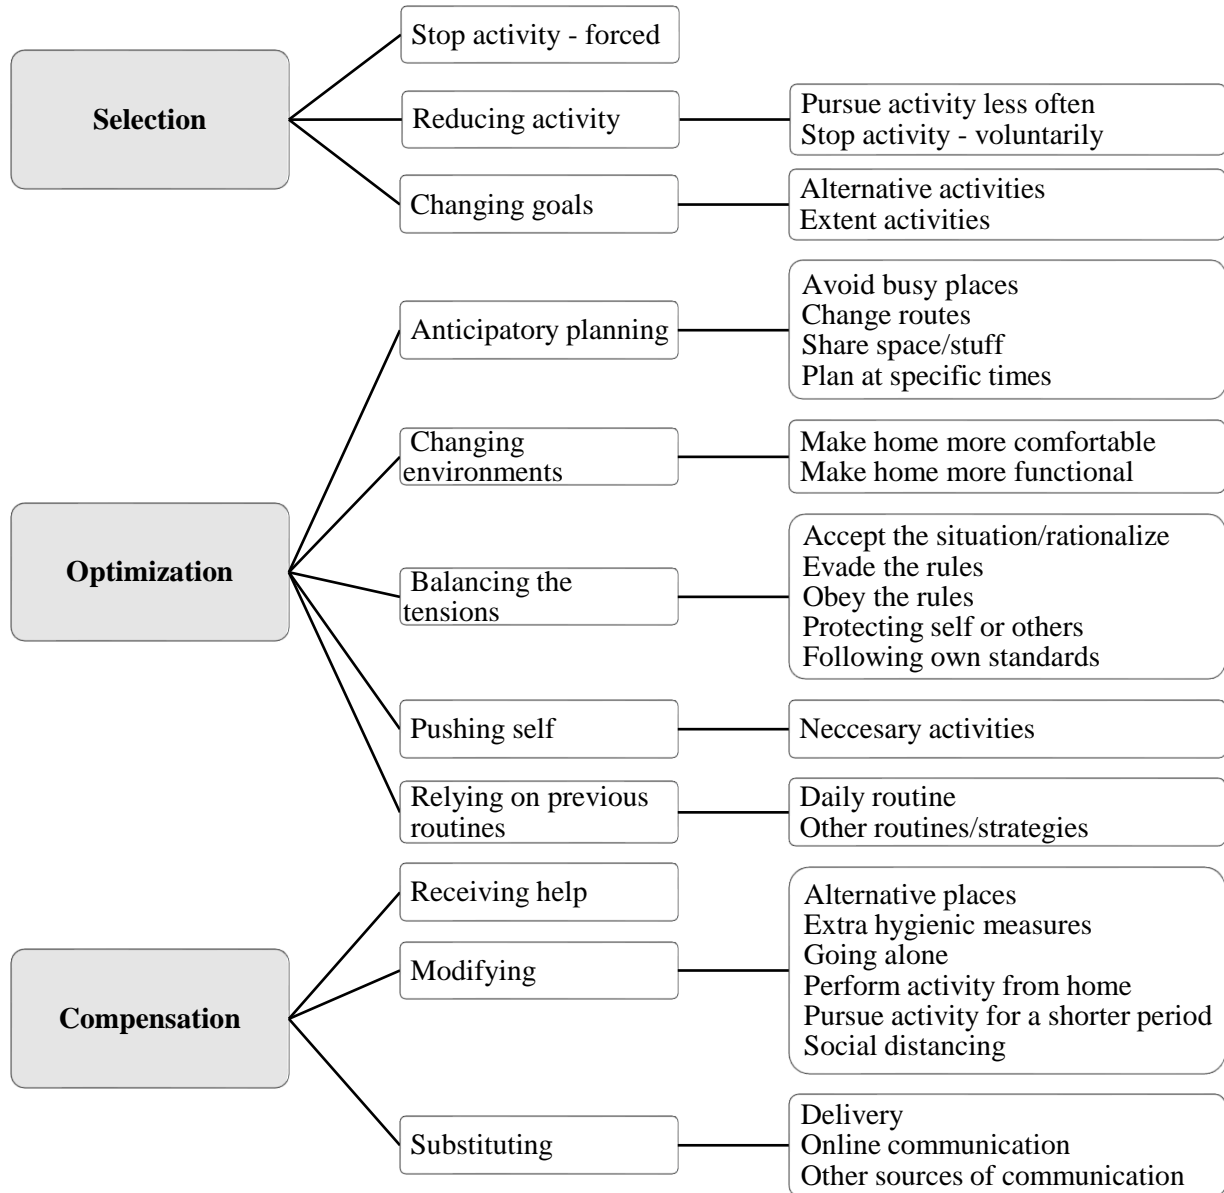 Selection
Stop activity - forced
Reducing activity
Pursue activity less often
Stop activity - voluntarily
Changing goals
Alternative activities
Extent activities
Optimization
Anticipatory planning
Avoid busy places
Change routes
Share space/stuff
Plan at specific times
Changing
environments
Make home more comfortable
Make home more functional
Balancing the
tensions
Accept the situation/rationalize
Evade the rules
Obey the rules
Protecting self or others
Following own standards
Pushing self
Neccesary activities
Relying on previous
routines
Daily routine
Other routines/strategies
Compensation
Receiving help
Modifying
Alternative places
Extra hygienic measures
Going alone
Perform activity from home
Pursue activity for a shorter period
Social distancing
Substituting
Delivery
Online communication
Other sources of communication